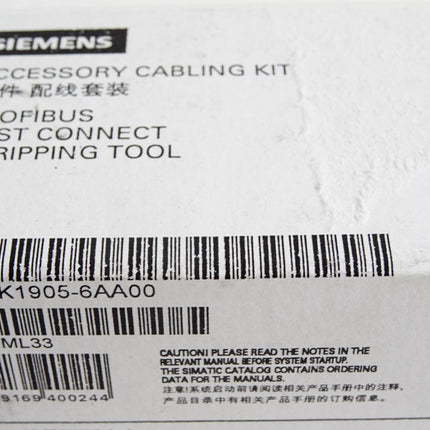 SIEMENS
CCESSORY CABLING KIT
件 配线套装
OFIBUS
ST CONNECT
RIPPING TOOL
K1905-6AA00
ML33
9169 400244
CAUTION! PLEASE READ THE NOTES IN THE
RELEVANT MANUAL BEFORE SYSTEM STARTUP.
THE SIMATIC CATALOG CONTAINS ORDERING
DATA FOR THE MANUALS.
注意!系统启动前请阅读相关产品手册中的注释、
产品目录中有相关产品手册的订购信息。